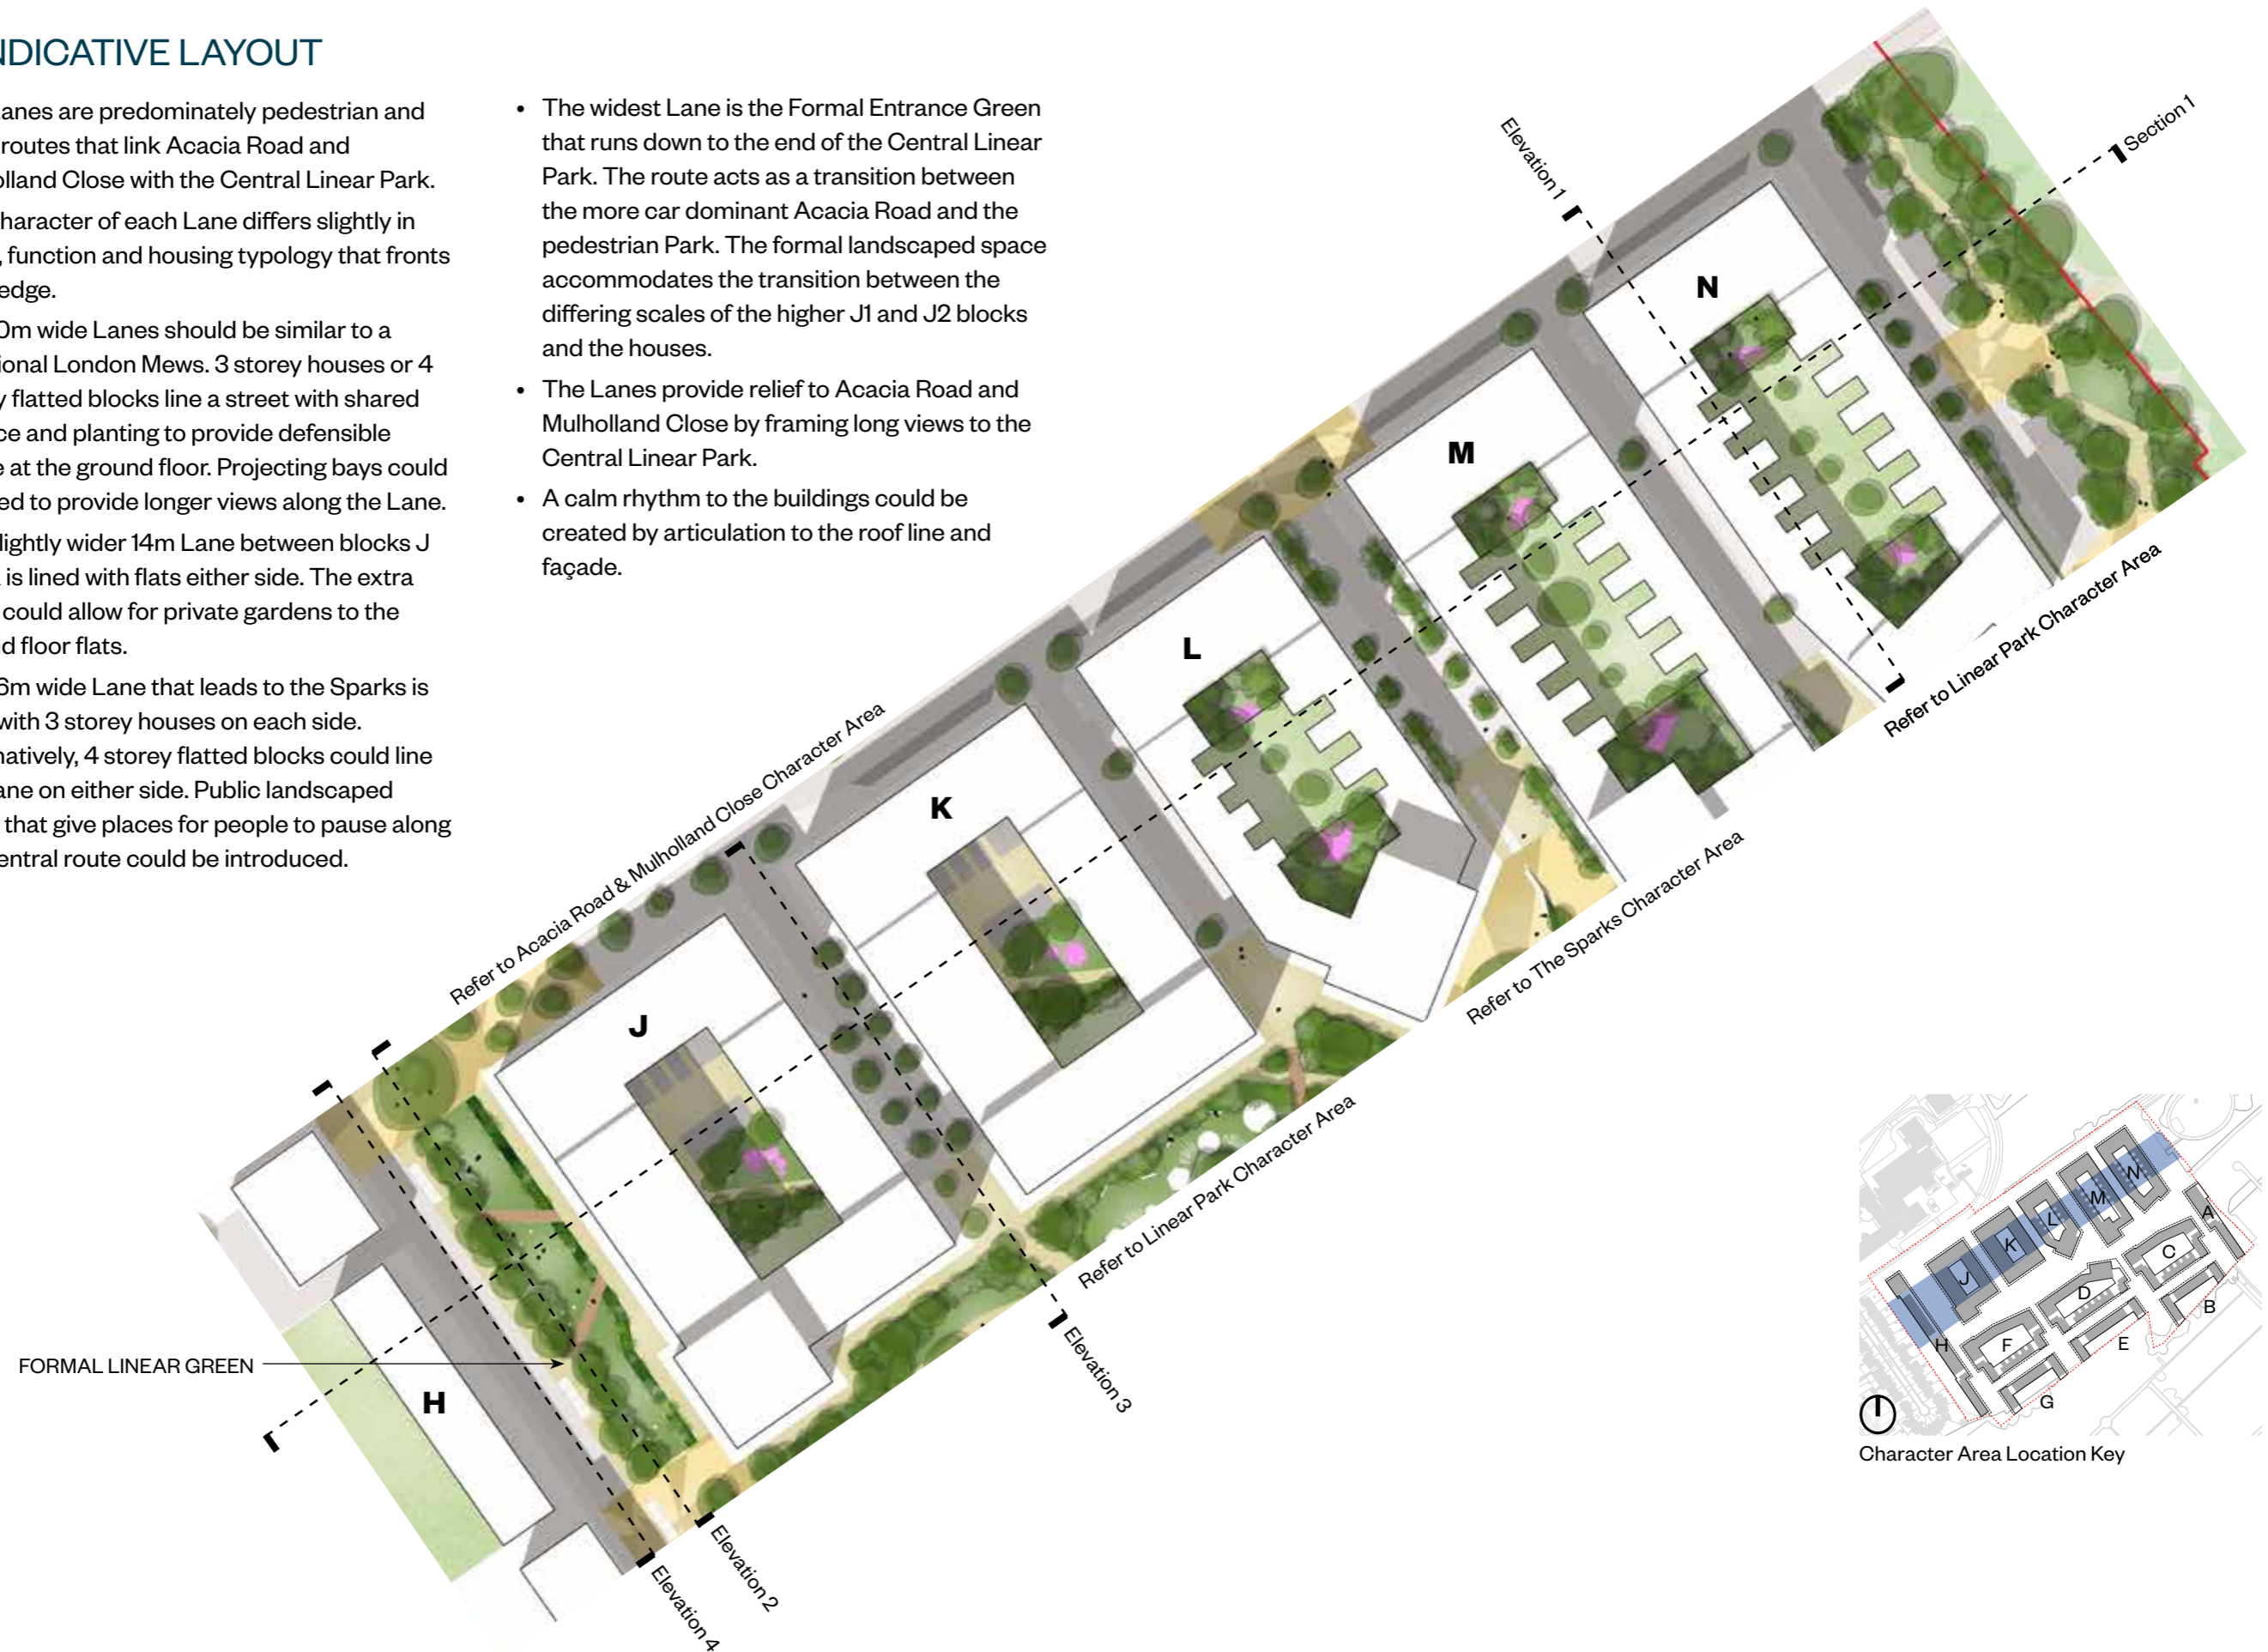 NDICATIVE LAYOUT
anes are predominately pedestrian and
routes that link Acacia Road and
olland Close with the Central Linear Park.
haracter of each Lane differs slightly in
, function and housing typology that fronts
edge.
0m wide Lanes should be similar to a
ional London Mews. 3 storey houses or 4
y flatted blocks line a street with shared
ce and planting to provide defensible
e at the ground floor. Projecting bays could
ed to provide longer views along the Lane.
lightly wider 14m Lane between blocks J
is lined with flats either side. The extra
could allow for private gardens to the
d floor flats.
6m wide Lane that leads to the Sparks is
with 3 storey houses on each side.
natively, 4 storey flatted blocks could line
ane on either side. Public landscaped
that give places for people to pause along
entral route could be introduced.
• The widest Lane is the Formal Entrance Green
that runs down to the end of the Central Linear
Park. The route acts as a transition between
the more car dominant Acacia Road and the
pedestrian Park. The formal landscaped space
accommodates the transition between the
differing scales of the higher J1 and J2 blocks
and the houses.
• The Lanes provide relief to Acacia Road and
Mulholland Close by framing long views to the
Central Linear Park.
• A calm rhythm to the buildings could be
created by articulation to the roof line and
façade.
Elevation 1
Section 1
N
M
L
K
J
H
Refer to Acacia Road & Mulholland Close Character Area
Refer to Linear Park Character Area
Refer to The Sparks Character Area
Refer to Linear Park Character Area
FORMAL LINEAR GREEN
Elevation 3
Elevation 2
Elevation 4
N
M
A
L
K
C
J
D
B
H
F
E
G
Character Area Location Key